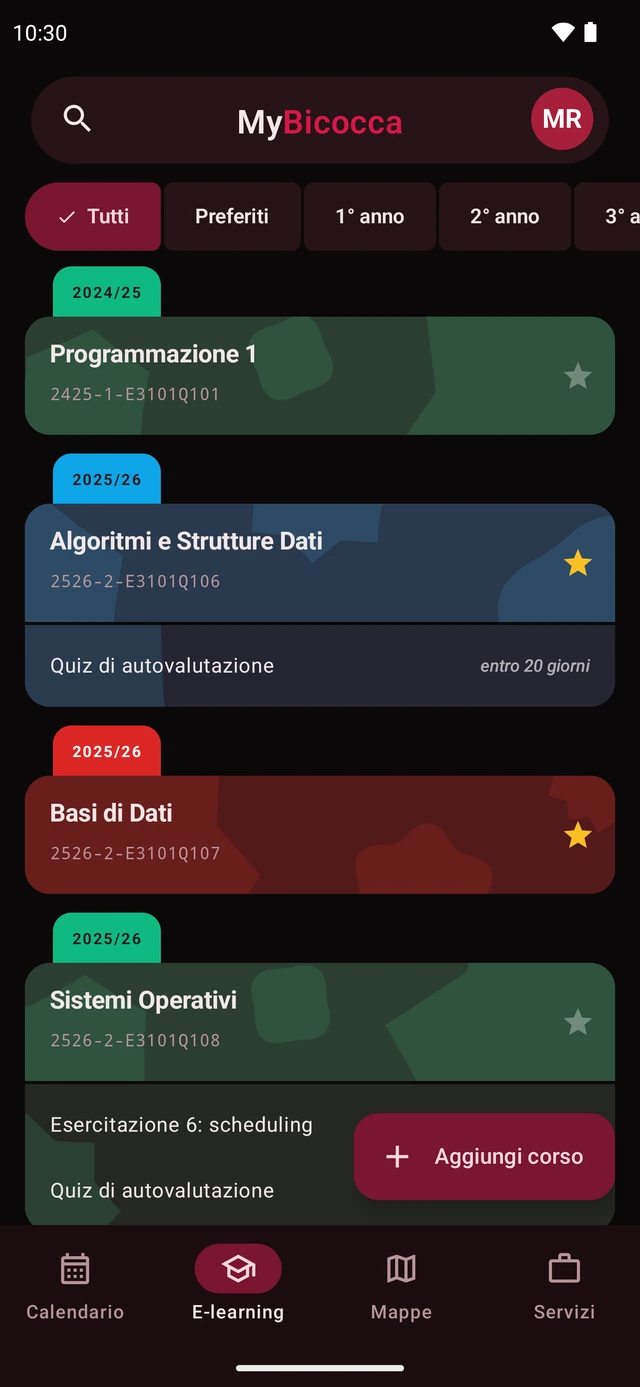 10:30
MyBicocca
MR
Tutti
Preferiti
1° anno
2° anno
3° a
2024/25
Programmazione 1
2425-1-E3101Q101
2025/26
Algoritmi e Strutture Dati
2526-2-E3101Q106
Quiz di autovalutazione
entro 20 giorni
2025/26
Basi di Dati
2526-2-E3101Q107
2025/26
Sistemi Operativi
2526-2-E3101Q108
Esercitazione 6: scheduling
Aggiungi corso
Quiz di autovalutazione
Calendario
E-learning
Mappe
Servizi